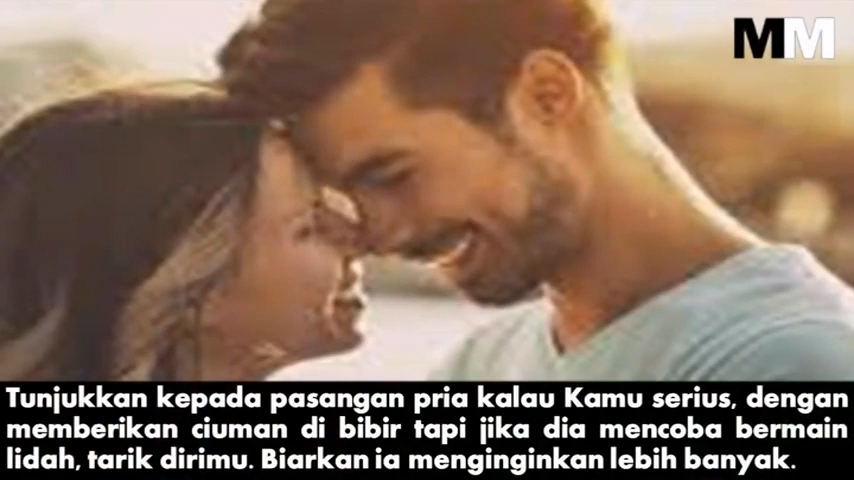 MM
Tunjukkan kepada pasangan pria kalau Kamu serius, dengan
memberikan ciuman di bibir tapi jika dia mencoba bermain
lidah, tarik dirimu. Biarkan ia menginginkan lebih banyak.